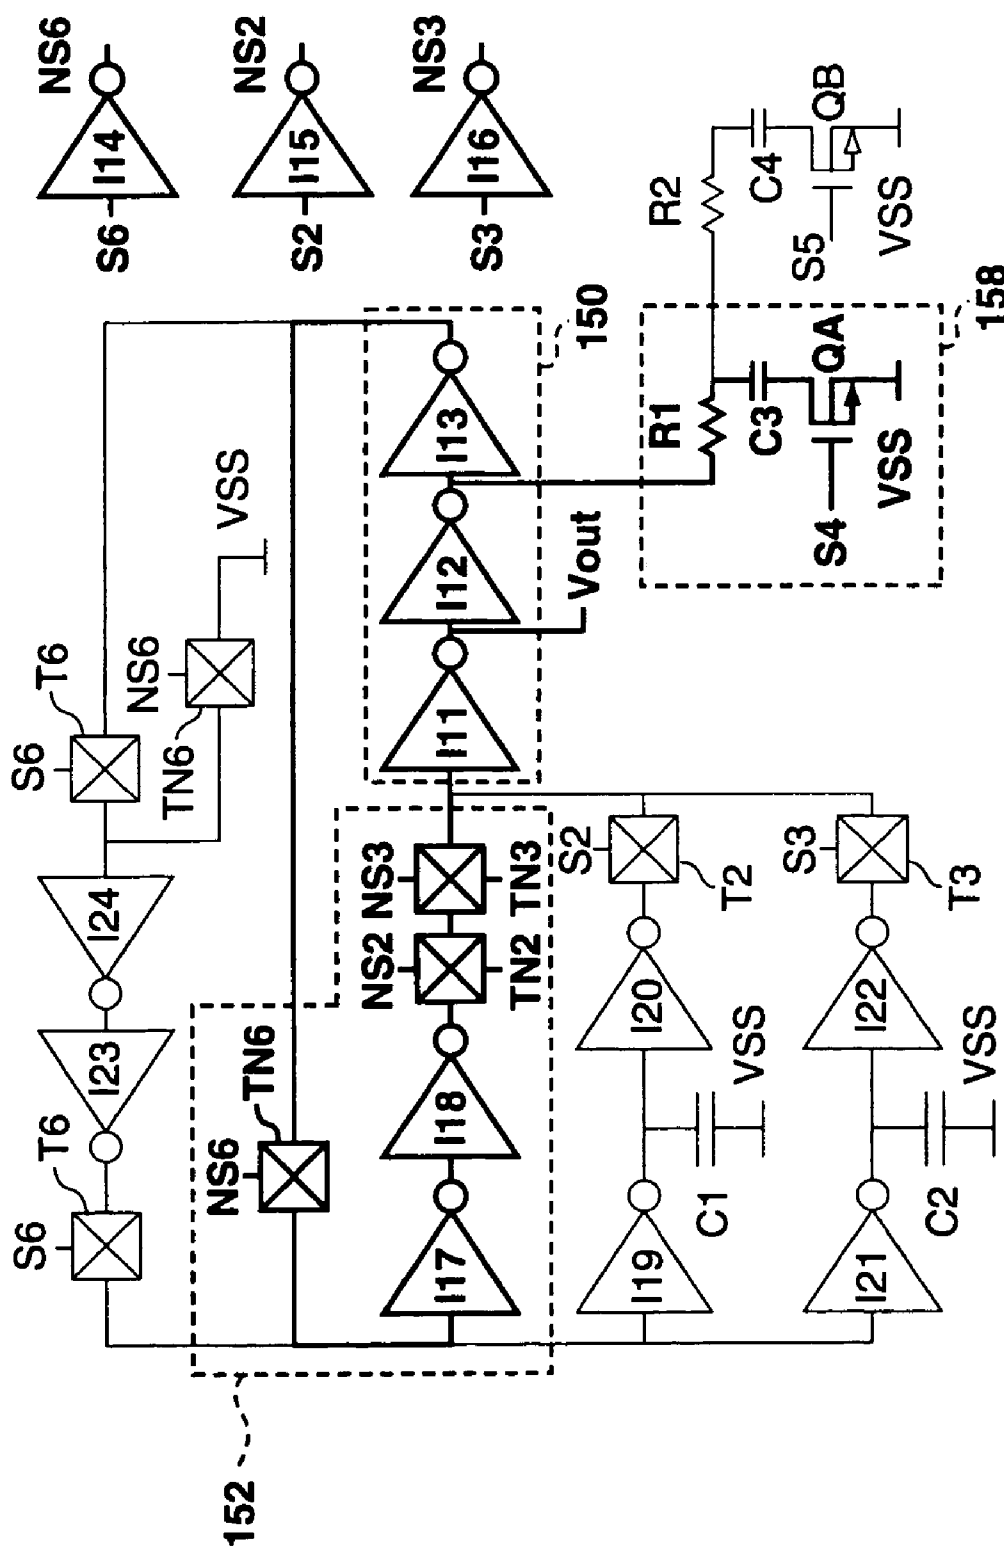 S6 T6 S6 T6 NS6
I23 I24 I14
S6
NS6 TN6 NS6
TN6
VSS
NS2
NS6 TN6
I15
S2
152
NS2 NS3 NS3
I17 I18 I11 I12 I13 I16
S3
TN2 TN3
Vout
150
S2
I19 I20 R1 R2
C1 T2 C3 C4
VSS
S4 QA S5 QB
S3
VSS VSS
I21 I22
C2 T3
VSS
158